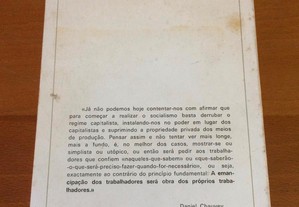 «Já não podemos hoje contentar-nos com afirmar que
para começar a realizar o socialismo basta derrubar o
regime capitalista, instalando-nos no poder em lugar dos
capitalistas e suprimindo a propriedade privada dos meios
de produção. Pensar assim e não tentar ver mais longe,
mais a fundo, é, no melhor dos casos, mostrar-se ou
simplista ou utópico, ou então será pedir aos trabalha-
dores que confiem «naqueles-que-sabem» ou «que-saberão-
-o-que-será-preciso-fazer-quando-for-necessário», ou seja,
exactamente ao contrário do princípio fundamental: A eman-
cipação dos trabalhadores será obra dos próprios traba-
lhadores.»
Daniel